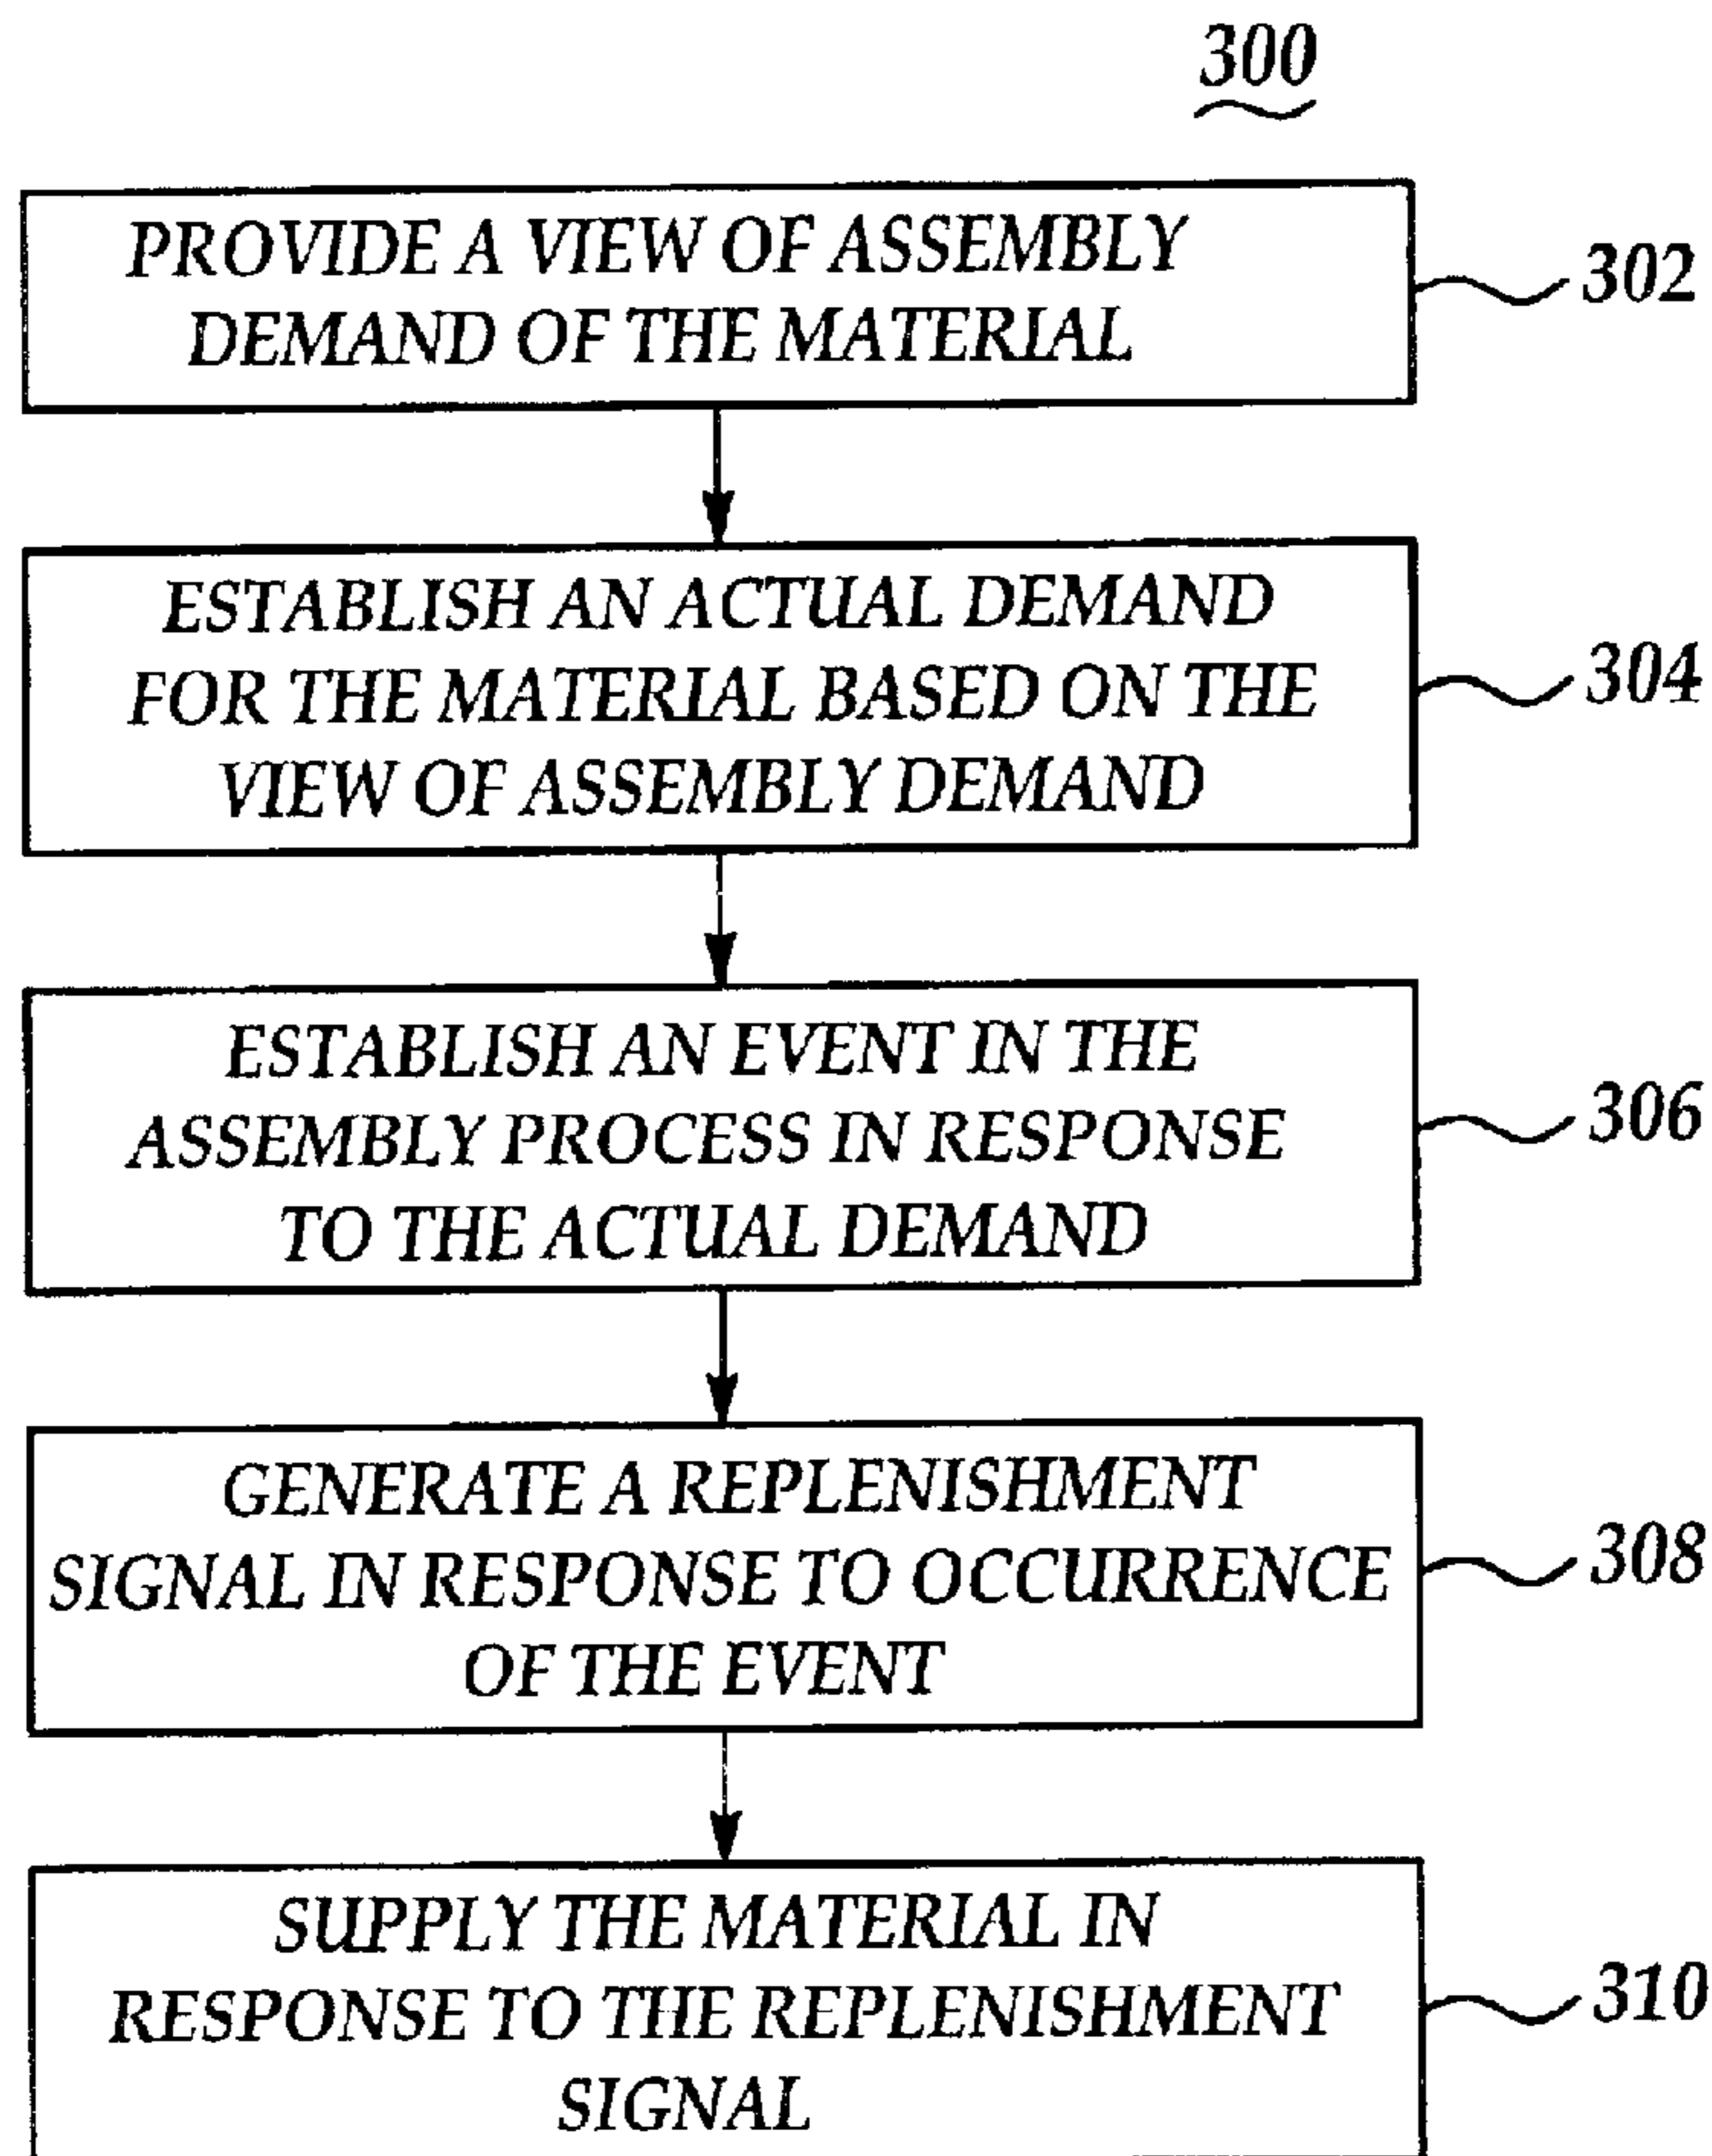 300
PROVIDE A VIEW OF ASSEMBLY
DEMAND OF THE MATERIAL
302
ESTABLISH AN ACTUAL DEMAND
FOR THE MATERIAL BASED ON THE
VIEW OF ASSEMBLY DEMAND
304
ESTABLISH AN EVENT IN THE
ASSEMBLY PROCESS IN RESPONSE
TO THE ACTUAL DEMAND
306
GENERATE A REPLENISHMENT
SIGNAL IN RESPONSE TO OCCURRENCE
OF THE EVENT
308
SUPPLY THE MATERIAL IN
RESPONSE TO THE REPLENISHMENT
SIGNAL
310